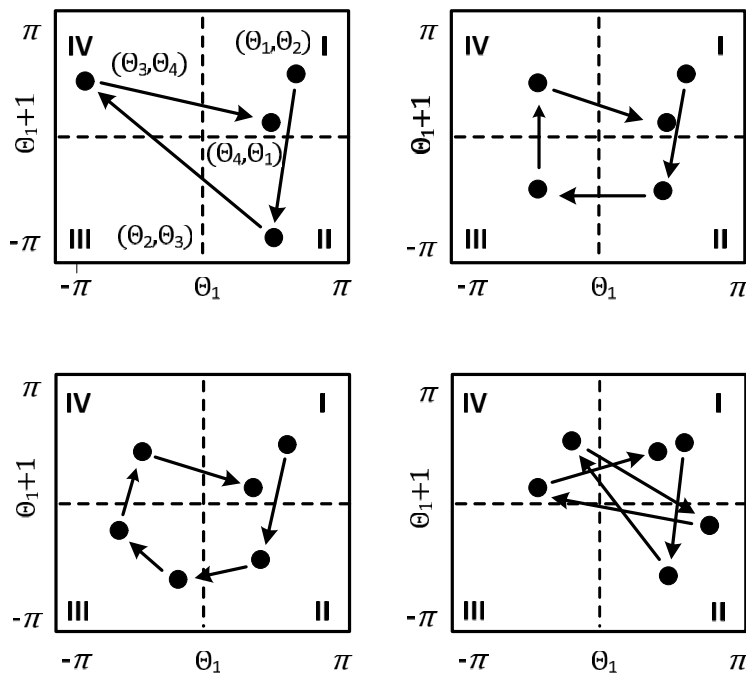 π
IV
I
(Θ₁,Θ₂)
(Θ₃,Θ₄)
Θ₁+1
(Θ₄,Θ₁)
(Θ₂,Θ₃)
III
II
-π
-π
Θ₁
π
π
IV
I
Θ₁+1
III
II
-π
-π
Θ₁
π
π
IV
I
Θ₁+1
III
II
-π
-π
Θ₁
π
π
IV
I
Θ₁+1
III
II
-π
-π
Θ₁
π